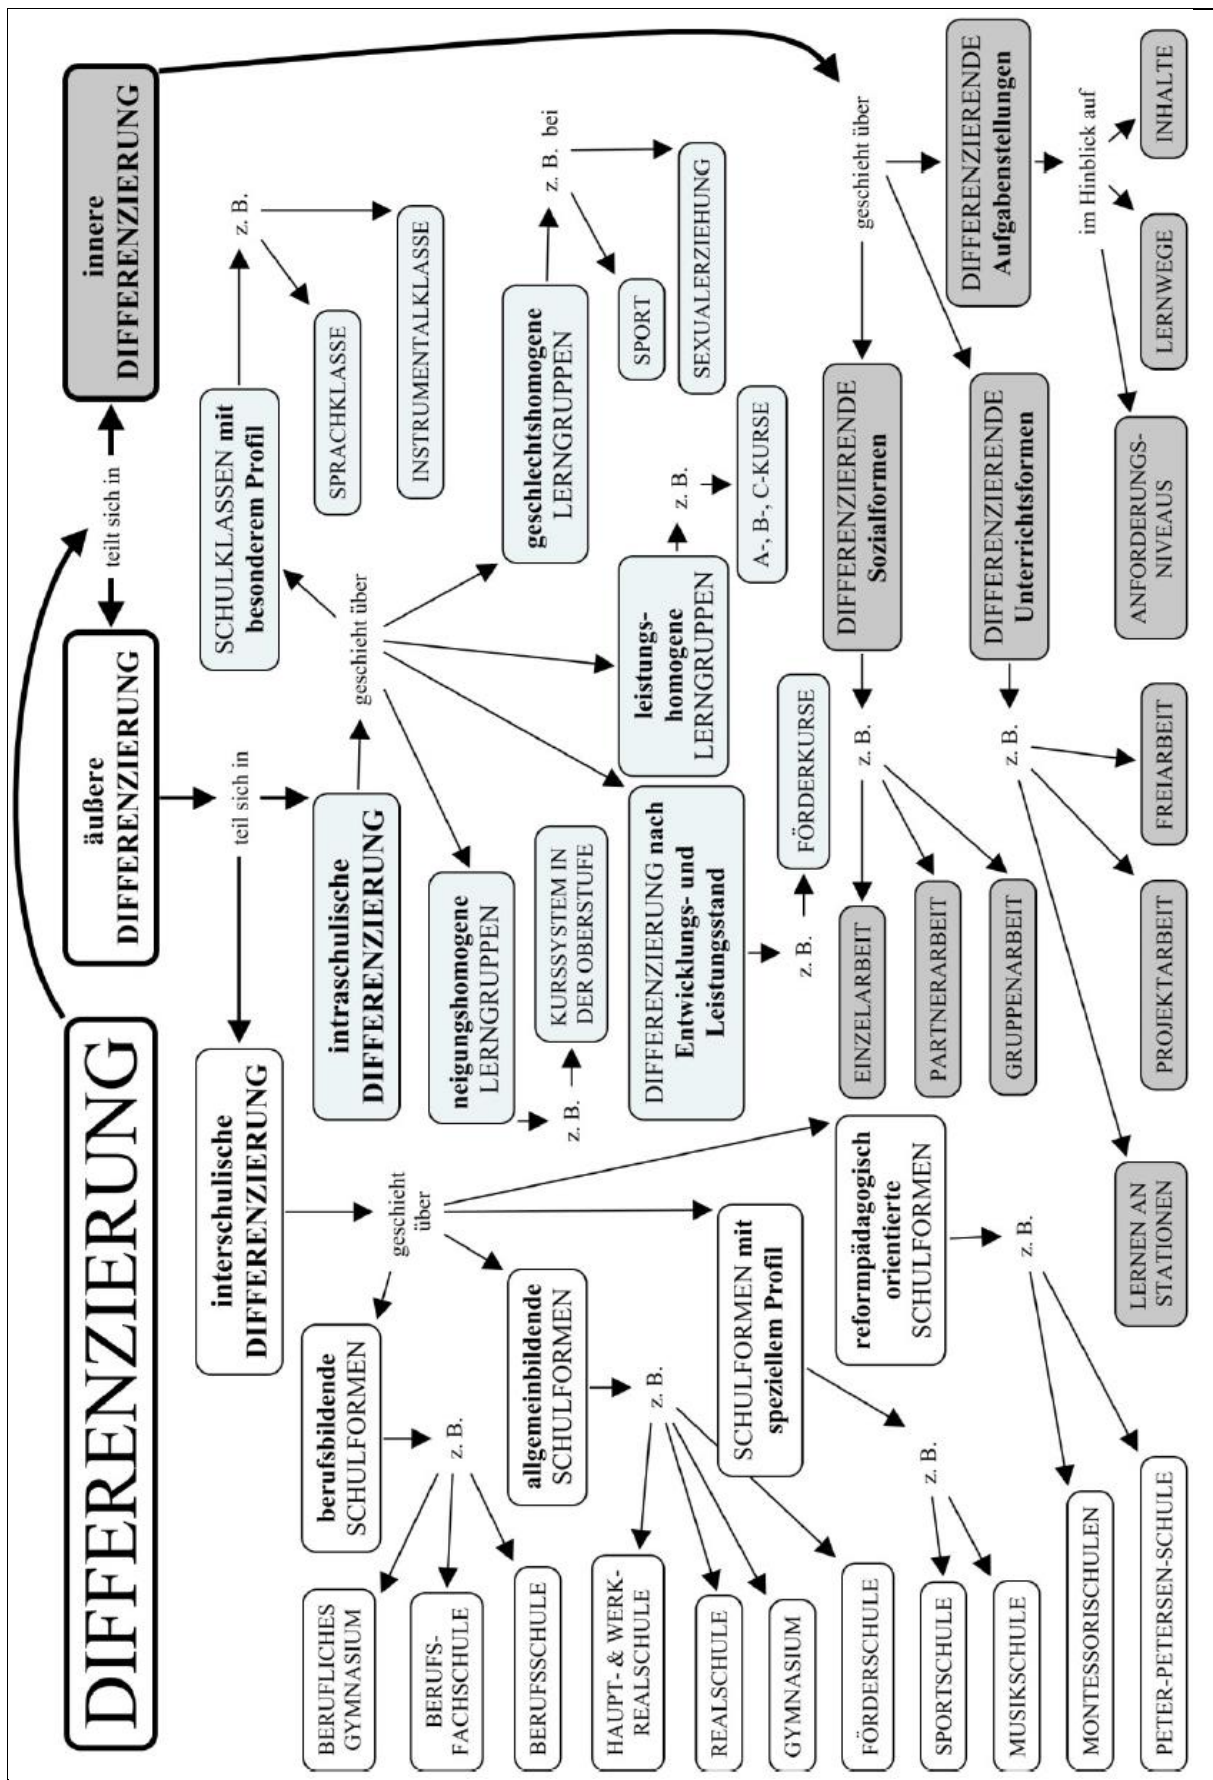 DIFFERENZIERUNG
teilt sich in
äußere
DIFFERENZIERUNG
innere
DIFFERENZIERUNG
teil sich in
interschulische
DIFFERENZIERUNG
geschicht
über
berufsbildende
SCHULFORMEN
z. B.
BERUFLICHES
GYMNASIUM
BERUFS-
FACHSCHULE
BERUFSSCHULE
allgemeinbildende
SCHULFORMEN
z. B.
HAUPT- & WERK-
REALSCHULE
REALSCHULE
GYMNASIUM
FÖRDERSCHULE
SCHULFORMEN mit
speziellem Profil
z. B.
SPORTSCHULE
MUSIKSCHULE
reformpädagogisch
orientierte
SCHULFORMEN
z. B.
MONTESSORISCHULEN
PETER-PETERSEN-SCHULE
intraschulische
DIFFERENZIERUNG
geschicht über
SCHULKLASSEN mit
besonderem Profil
z. B.
SPRACHKLASSE
INSTRUMENTALKLASSE
neigungshomogene
LERNGRUPPEN
z. B.
KURSSYSTEM IN
DER OBERSTUFE
DIFFERENZIERUNG nach
Entwicklungs- und
Leistungsstand
z. B.
FÖRDERKURSE
leistungs-
homogene
LERNGRUPPEN
z. B.
A-, B-, C-KURSE
geschlechtshomogene
LERNGRUPPEN
z. B. bei
SPORT
SEXUALERZIEHUNG
geschicht über
DIFFERENZIERENDE
Sozialformen
z. B.
EINZELARBEIT
PARTNERARBEIT
GRUPPENARBEIT
DIFFERENZIERENDE
Unterrichtsformen
z. B.
LERNEN AN
STATIONEN
PROJEKTARBEIT
FREIARBEIT
DIFFERENZIERENDE
Aufgabenstellungen
im Hinblick auf
ANFORDERUNGS-
NIVEAUS
LERNWEGE
INHALTE